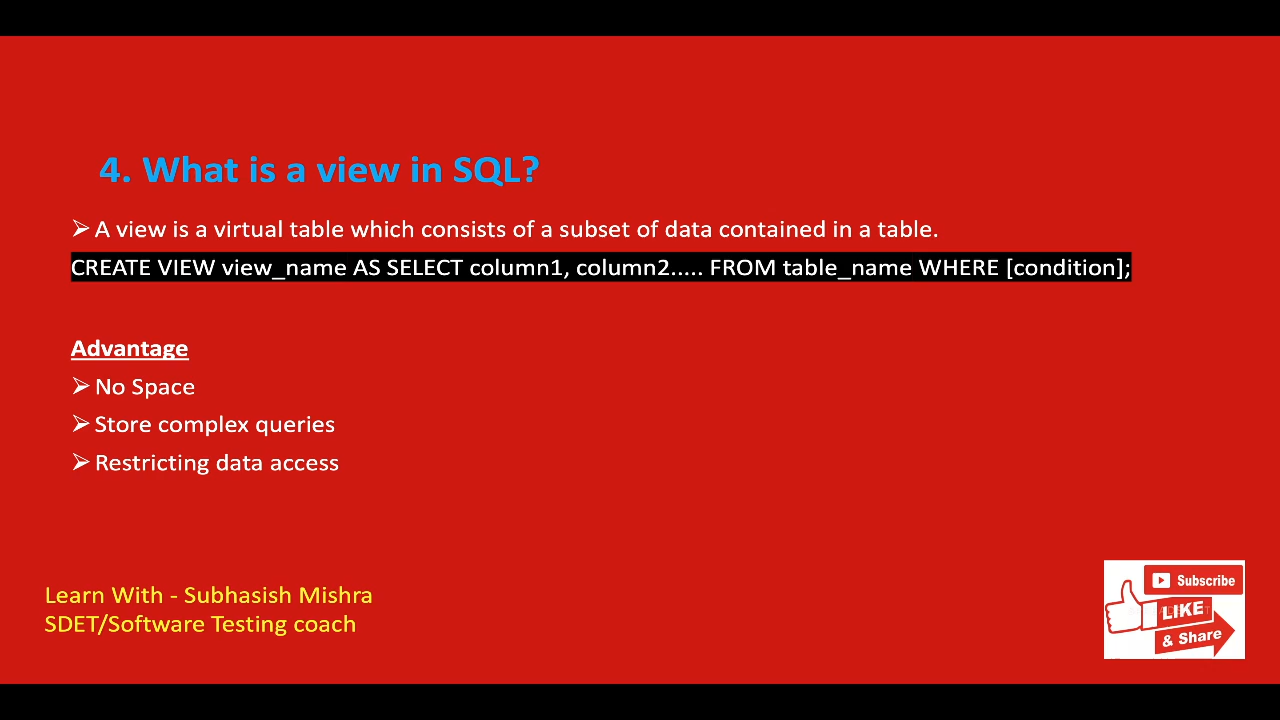 4. What is a view in SQL?
➢ A view is a virtual table which consists of a subset of data contained in a table.
CREATE VIEW view_name AS SELECT column1, column2..... FROM table_name WHERE [condition];
Advantage
➢ No Space
➢ Store complex queries
➢ Restricting data access
Learn With - Subhasish Mishra
SDET/Software Testing coach
Subscribe
LIKE
& Share